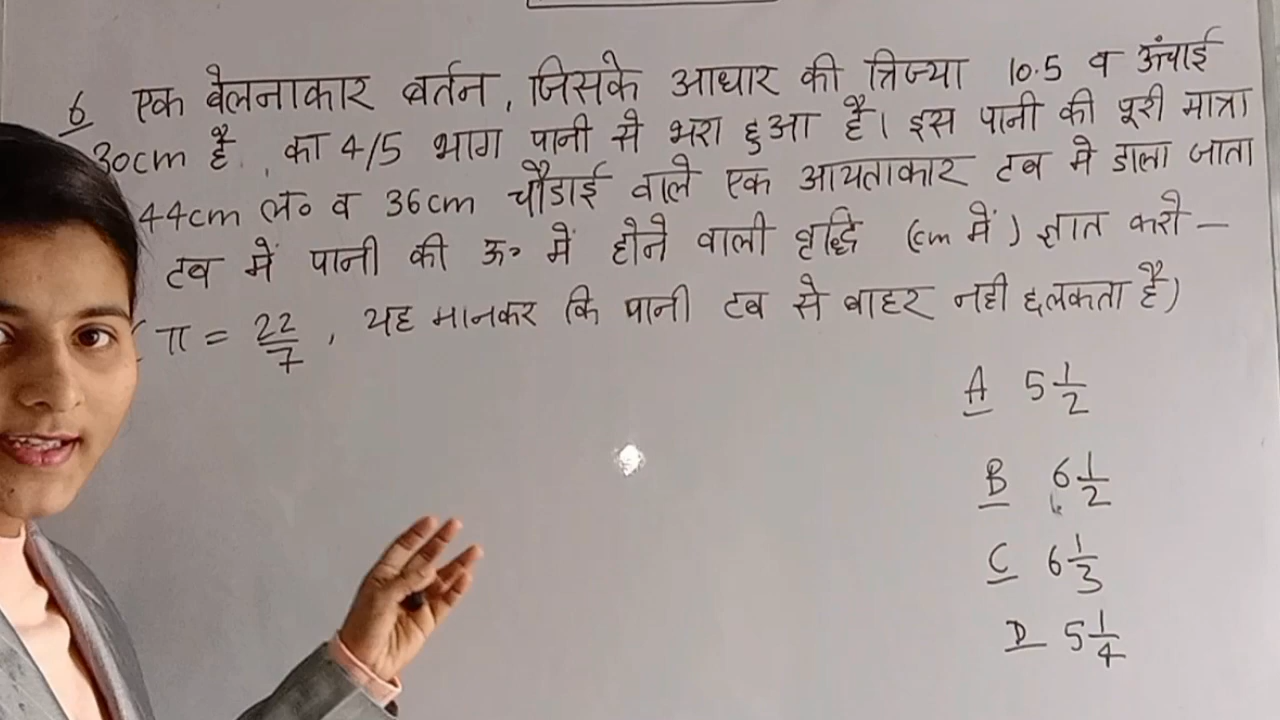 6 एक बेलनाकार बर्तन, जिसके आधार की त्रिज्या 10.5 व ऊंचाई
30cm है, का 4/5 भाग पानी से भरा हुआ है। इस पानी की पूरी मात्रा
44cm ल० व 36cm चौडाई वाले एक आयताकार टब मे डाला जाता
टब में पानी की ऊ० में होने वाली वृद्धि (cm में) ज्ञात करो -
( π = 22/7, यह मानकर कि पानी टब से बाहर नही छलकता है)
A 5 1/2
B 6 1/2
C 6 1/3
D 5 1/4